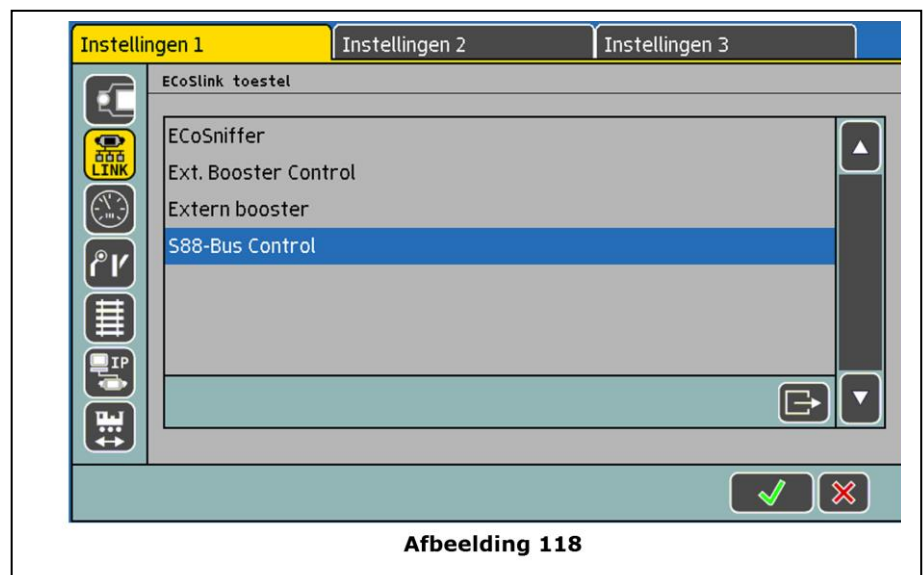 Instellingen 1
Instellingen 2
Instellingen 3
ECoSlink toestel
LINK
IP
ECoSniffer
Ext. Booster Control
Extern booster
S88-Bus Control
Afbeelding 118